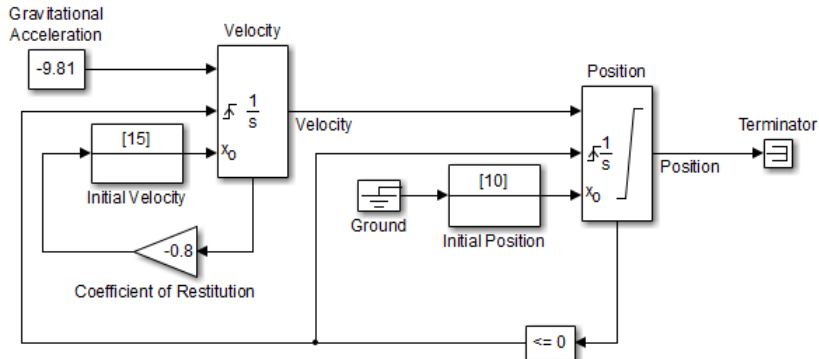 Gravitational
Acceleration
-9.81
Velocity
1
s
x₀
Velocity
[15]
Initial Velocity
-0.8
Coefficient of Restitution
Ground
[10]
Initial Position
Position
1
s
x₀
Position
Terminator
<= 0